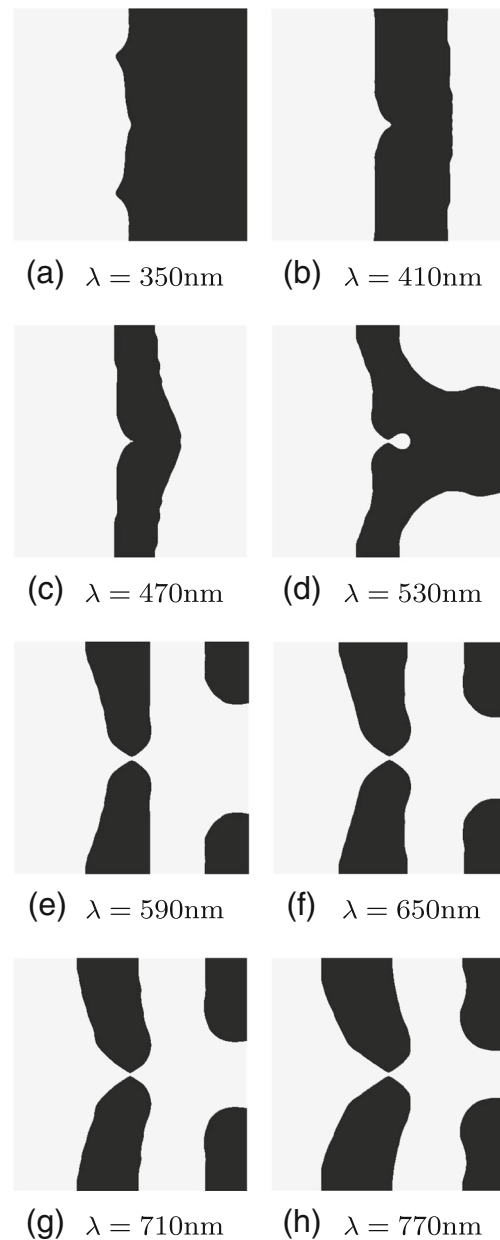 (a) λ = 350nm
(b) λ = 410nm
(c) λ = 470nm
(d) λ = 530nm
(e) λ = 590nm
(f) λ = 650nm
(g) λ = 710nm
(h) λ = 770nm